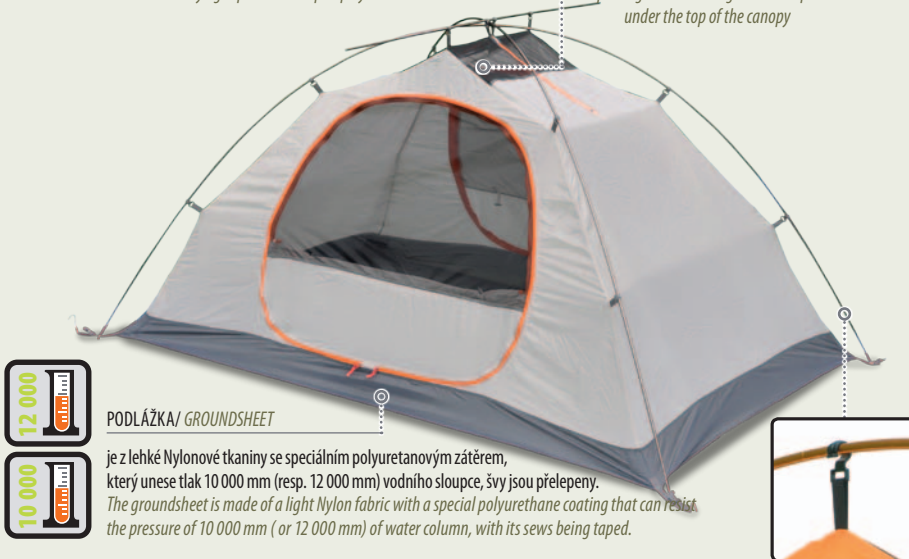 under the top of the canopy
12 000
10 000
PODLÁŽKA/ GROUNDSHEET
je z lehké Nylonové tkaniny se speciálním polyuretanovým zátěrem,
který unese tlak 10 000 mm (resp. 12 000 mm) vodního sloupce, švy jsou přelepeny.
The groundsheet is made of a light Nylon fabric with a special polyurethane coating that can resist
the pressure of 10 000 mm ( or 12 000 mm) of water column, with its sews being taped.